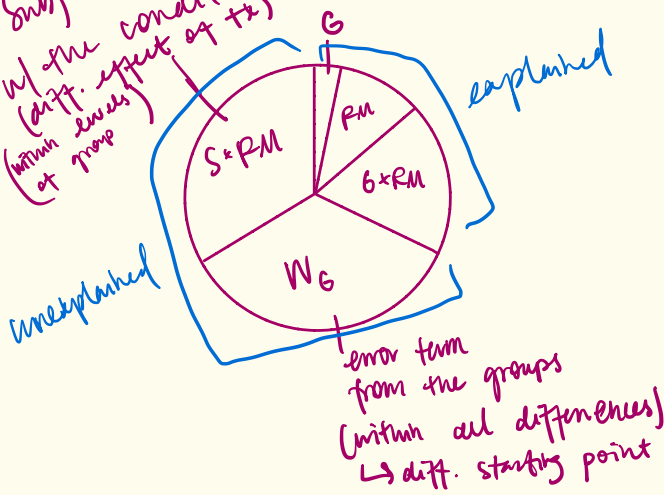 Subj
w/ the condi
(diff. effect of tx)
(within levels
of group)
G
RM
G*RM
S*RM
WG
explained
unexplained
error term
from the groups
(within all differences)
↳ diff. starting point